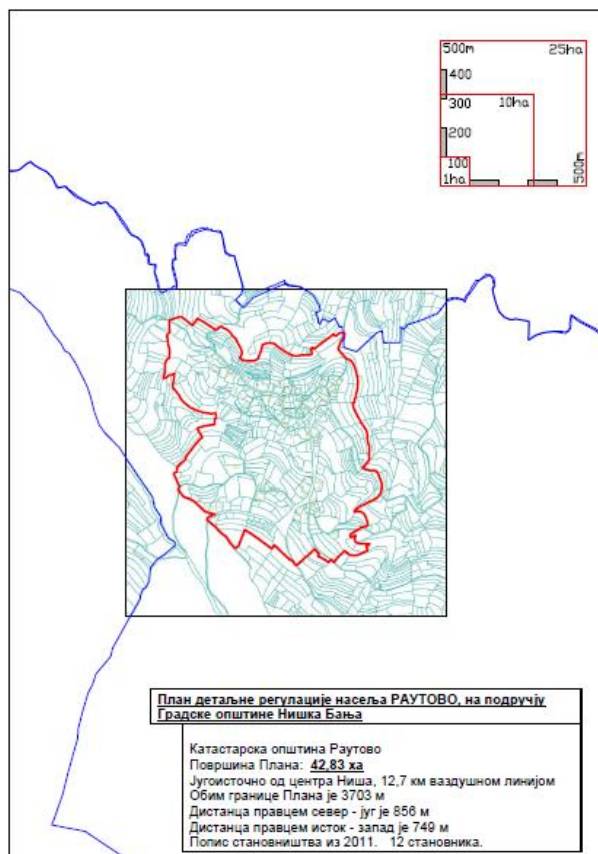 500m 25ha
400
300 10ha
200
100
1ha 500m
План детаљне регулације насеља РАУТОВО, на подручју
Градске општине Нишка Бања
Катастарска општина Раутово
Површина Плана: 42,83 ха
Југоисточно од центра Ниша, 12,7 км ваздушном линијом
Обим границе Плана је 3703 м
Дистанца правцем север - југ је 856 м
Дистанца правцем исток - запад је 749 м
Попис становништва из 2011. 12 становника.